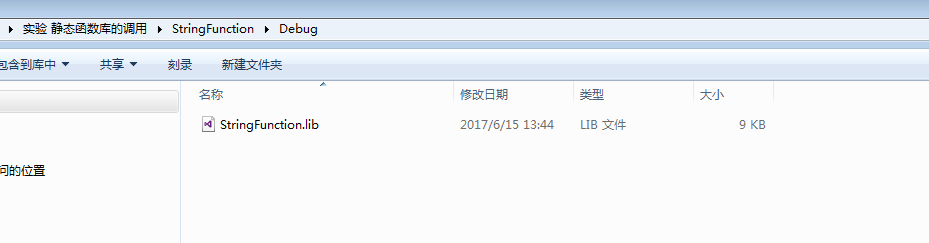 实验 静态函数库的调用 StringFunction Debug
包含到库中 共享 刻录 新建文件夹
名称 修改日期 类型 大小
StringFunction.lib 2017/6/15 13:44 LIB 文件 9 KB
问的位置